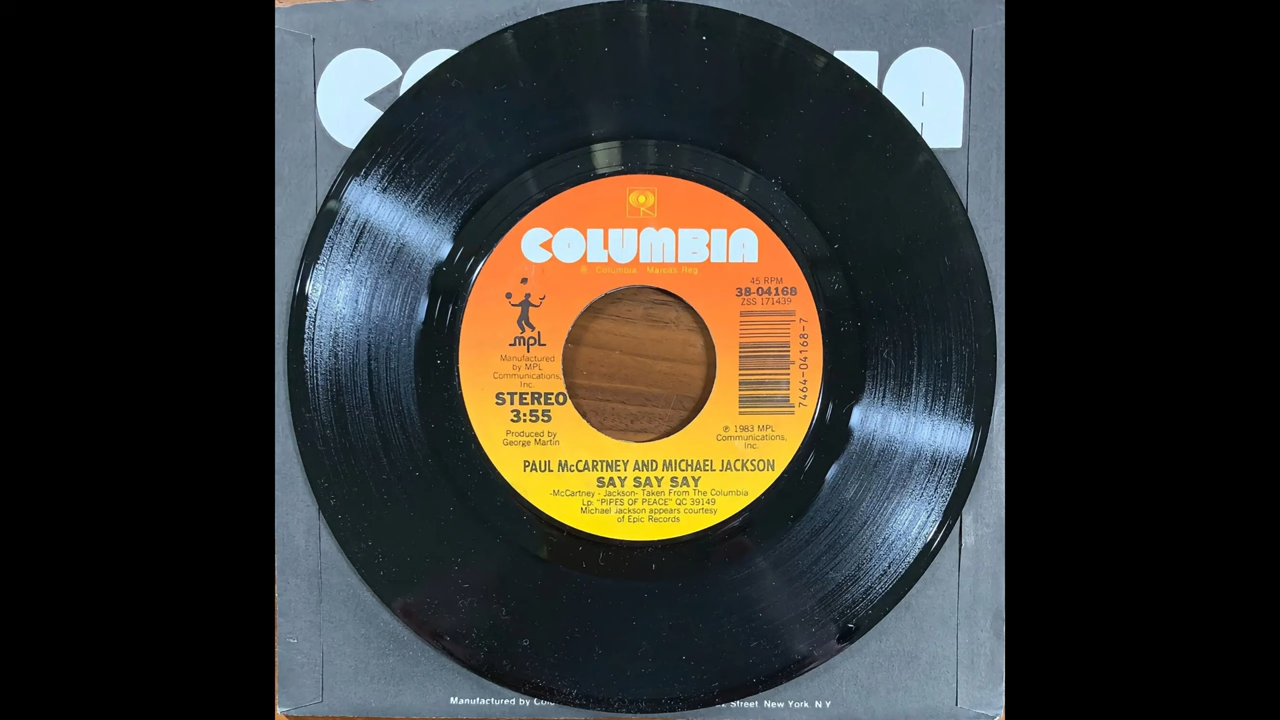 COLUMBIA
® Columbia Marcas Reg.
45 RPM
38-04168
ZSS 171439
mpL
Manufactured
by MPL
Communications,
Inc.
STEREO
3:55
Produced by
George Martin
7464-04168-7
℗ 1983 MPL
Communications,
Inc.
PAUL McCARTNEY AND MICHAEL JACKSON
SAY SAY SAY
-McCartney - Jackson- Taken From The Columbia
Lp: "PIPES OF PEACE" QC 39149
Michael Jackson appears courtesy
of Epic Records
Manufactured by Street, New York, N Y